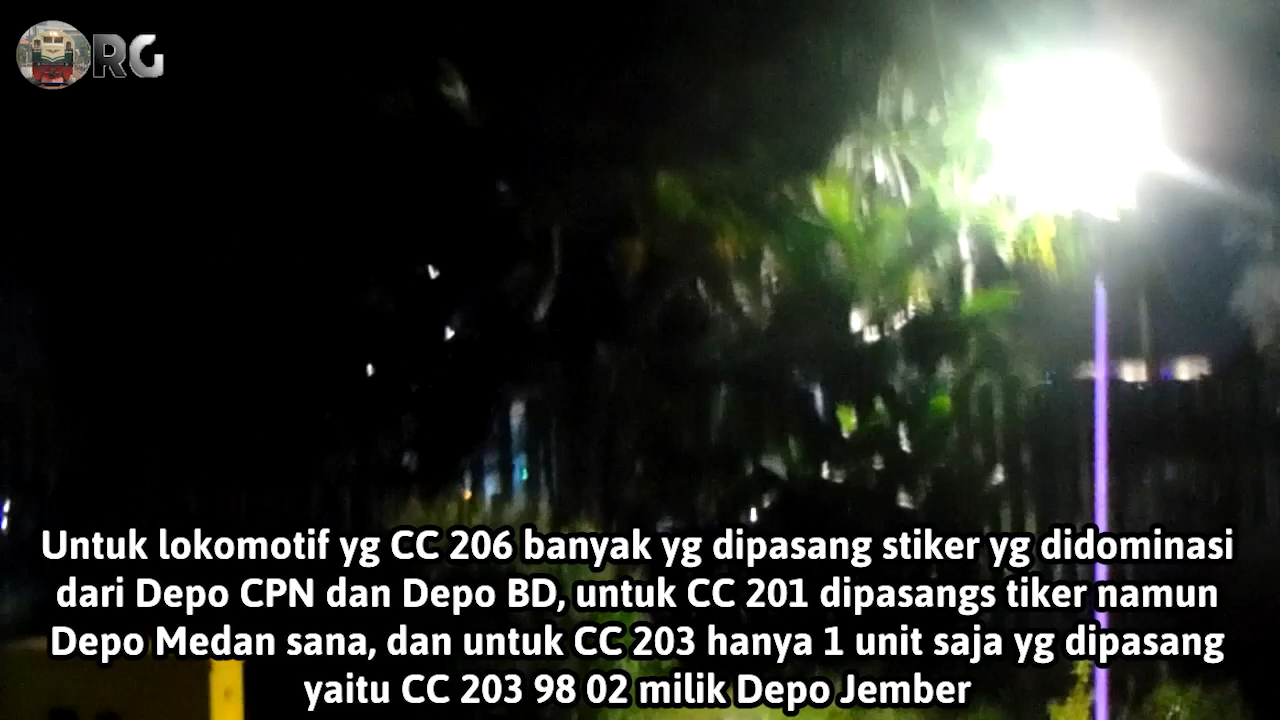 RG
Untuk lokomotif yg CC 206 banyak yg dipasang stiker yg didominasi
dari Depo CPN dan Depo BD, untuk CC 201 dipasangs tiker namun
Depo Medan sana, dan untuk CC 203 hanya 1 unit saja yg dipasang
yaitu CC 203 98 02 milik Depo Jember